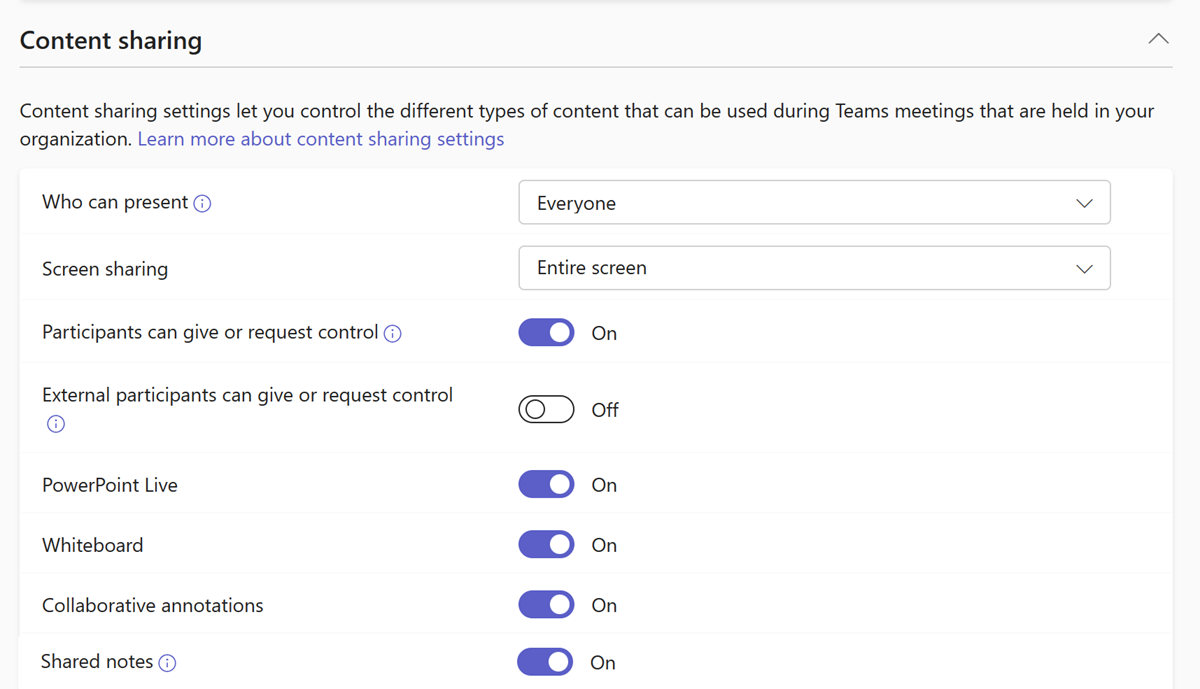 Content sharing
Content sharing settings let you control the different types of content that can be used during Teams meetings that are held in your
organization. Learn more about content sharing settings
Who can present
Everyone
Screen sharing
Entire screen
Participants can give or request control
On
External participants can give or request control
Off
PowerPoint Live
On
Whiteboard
On
Collaborative annotations
On
Shared notes
On